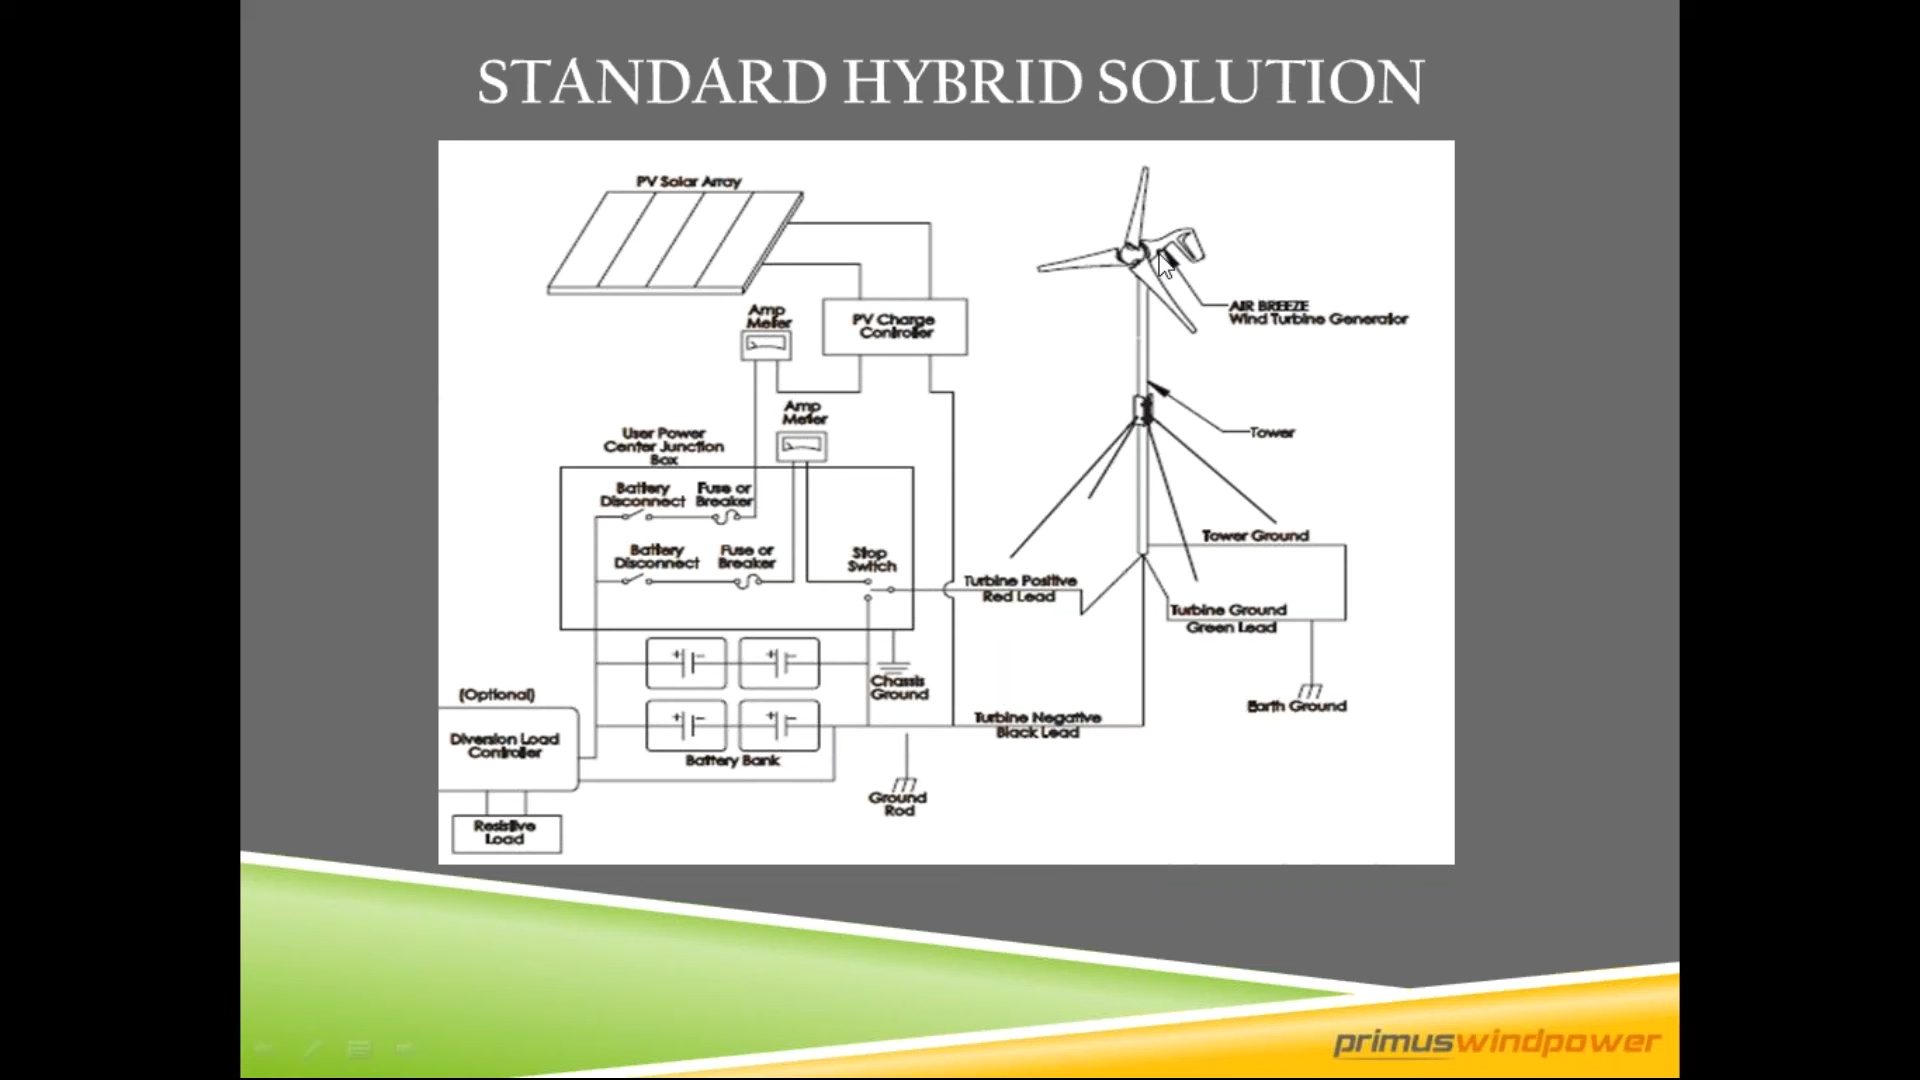 STANDARD HYBRID SOLUTION
PV Solar Array
Amp
Meter
PV Charge
Controller
AIR BREEZE
Wind Turbine Generator
Amp
Meter
Tower
User Power
Center Junction
Box
Battery
Disconnect
Fuse or
Breaker
Battery
Disconnect
Fuse or
Breaker
Stop
Switch
Tower Ground
Turbine Positive
Red Lead
Turbine Ground
Green Lead
Chassis
Ground
Earth Ground
(Optional)
Diversion Load
Controller
Turbine Negative
Black Lead
Battery Bank
Ground
Rod
Resistive
Load
primuswindpower